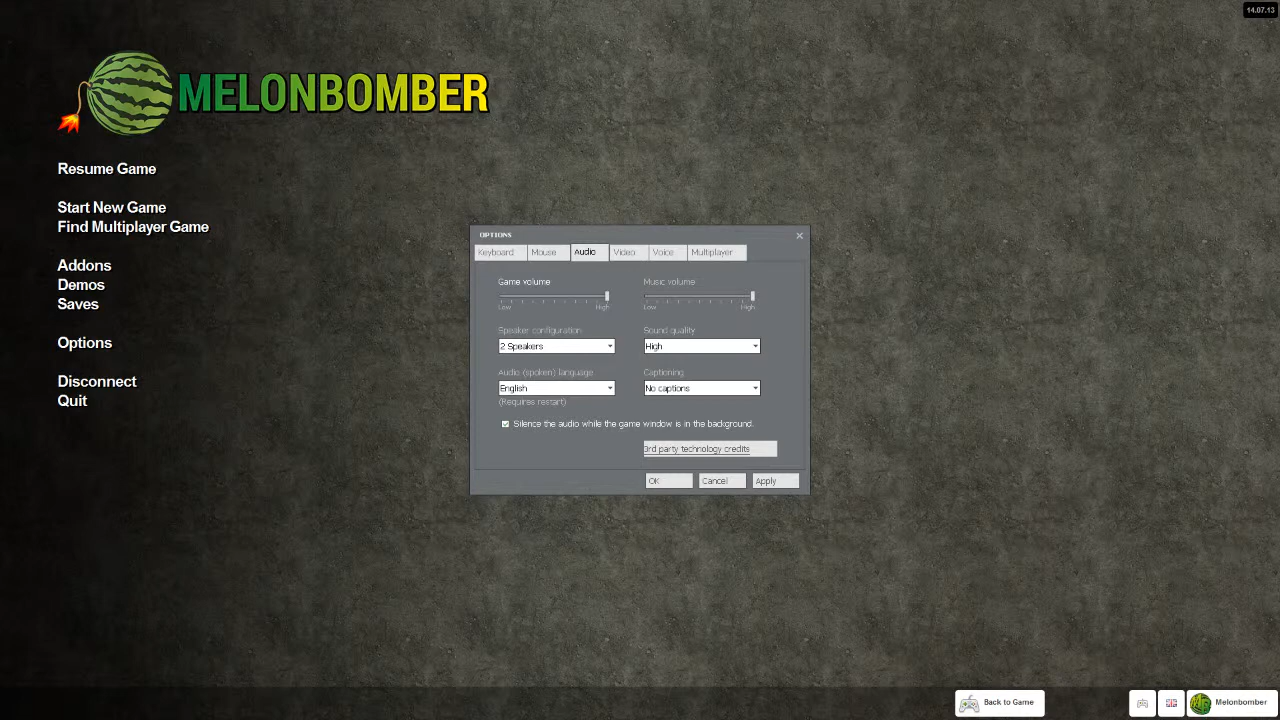 14.07.13
MELONBOMBER
Resume Game
Start New Game
Find Multiplayer Game
Addons
Demos
Saves
Options
Disconnect
Quit
OPTIONS
Keyboard Mouse Audio Video Voice Multiplayer
Game volume Music volume
Low High Low High
Speaker configuration Sound quality
2 Speakers High
Audio (spoken) language Captioning
English No captions
(Requires restart)
Silence the audio while the game window is in the background.
3rd party technology credits
OK Cancel Apply
Back to Game Melonbomber